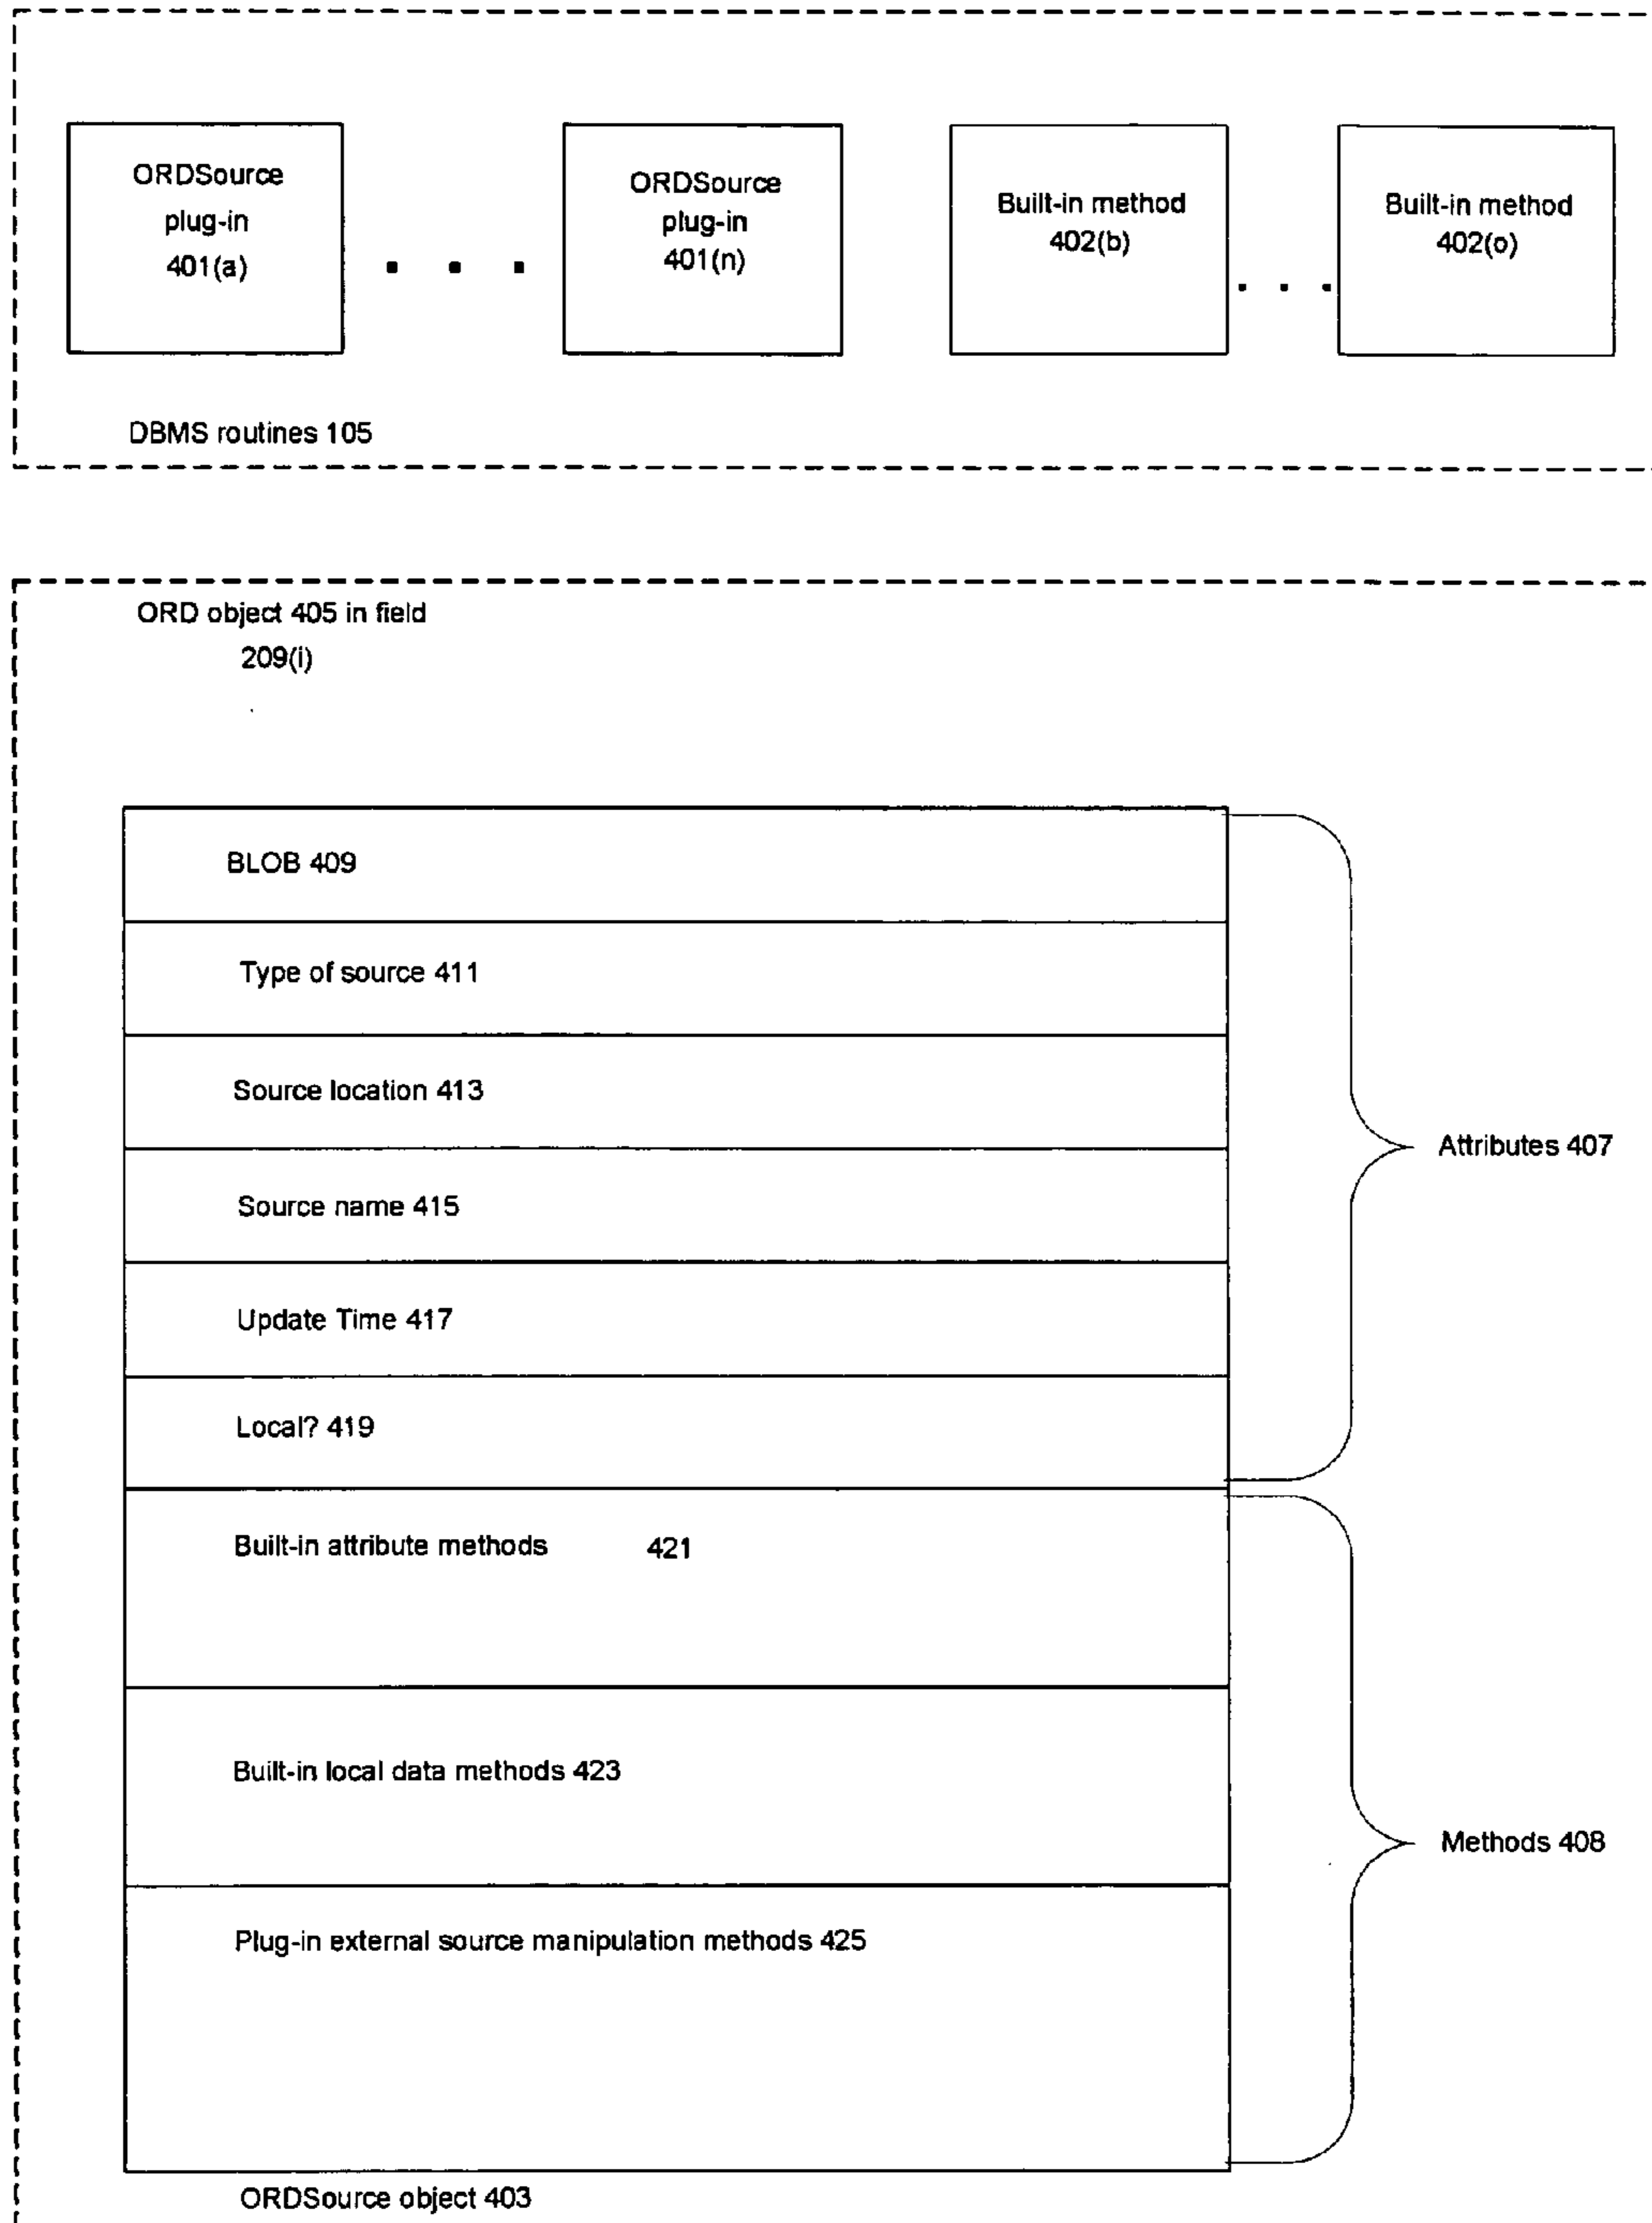 ORDSource
plug-in
401(a)
ORDSource
plug-in
401(n)
Built-in method
402(b)
Built-in method
402(o)
DBMS routines 105
ORD object 405 in field
209(i)
BLOB 409
Type of source 411
Source location 413
Source name 415
Update Time 417
Local? 419
Attributes 407
Built-in attribute methods 421
Built-in local data methods 423
Plug-in external source manipulation methods 425
Methods 408
ORDSource object 403